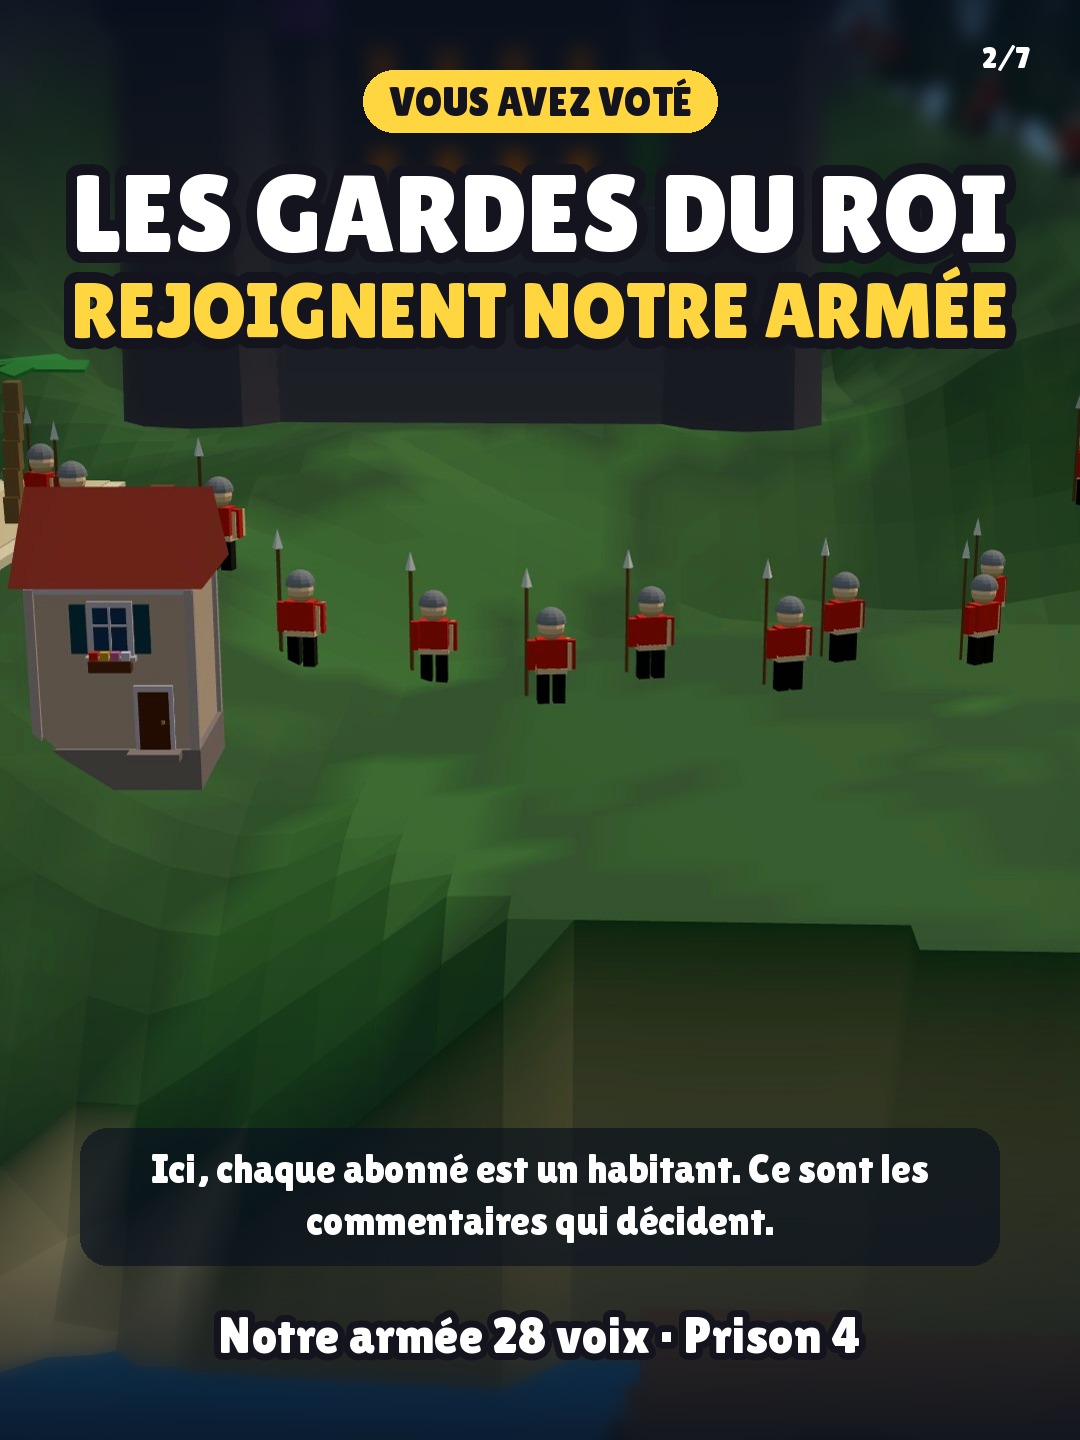 2/7
VOUS AVEZ VOTÉ
LES GARDES DU ROI
REJOIGNENT NOTRE ARMÉE
Ici, chaque abonné est un habitant. Ce sont les
commentaires qui décident.
Notre armée 28 voix · Prison 4